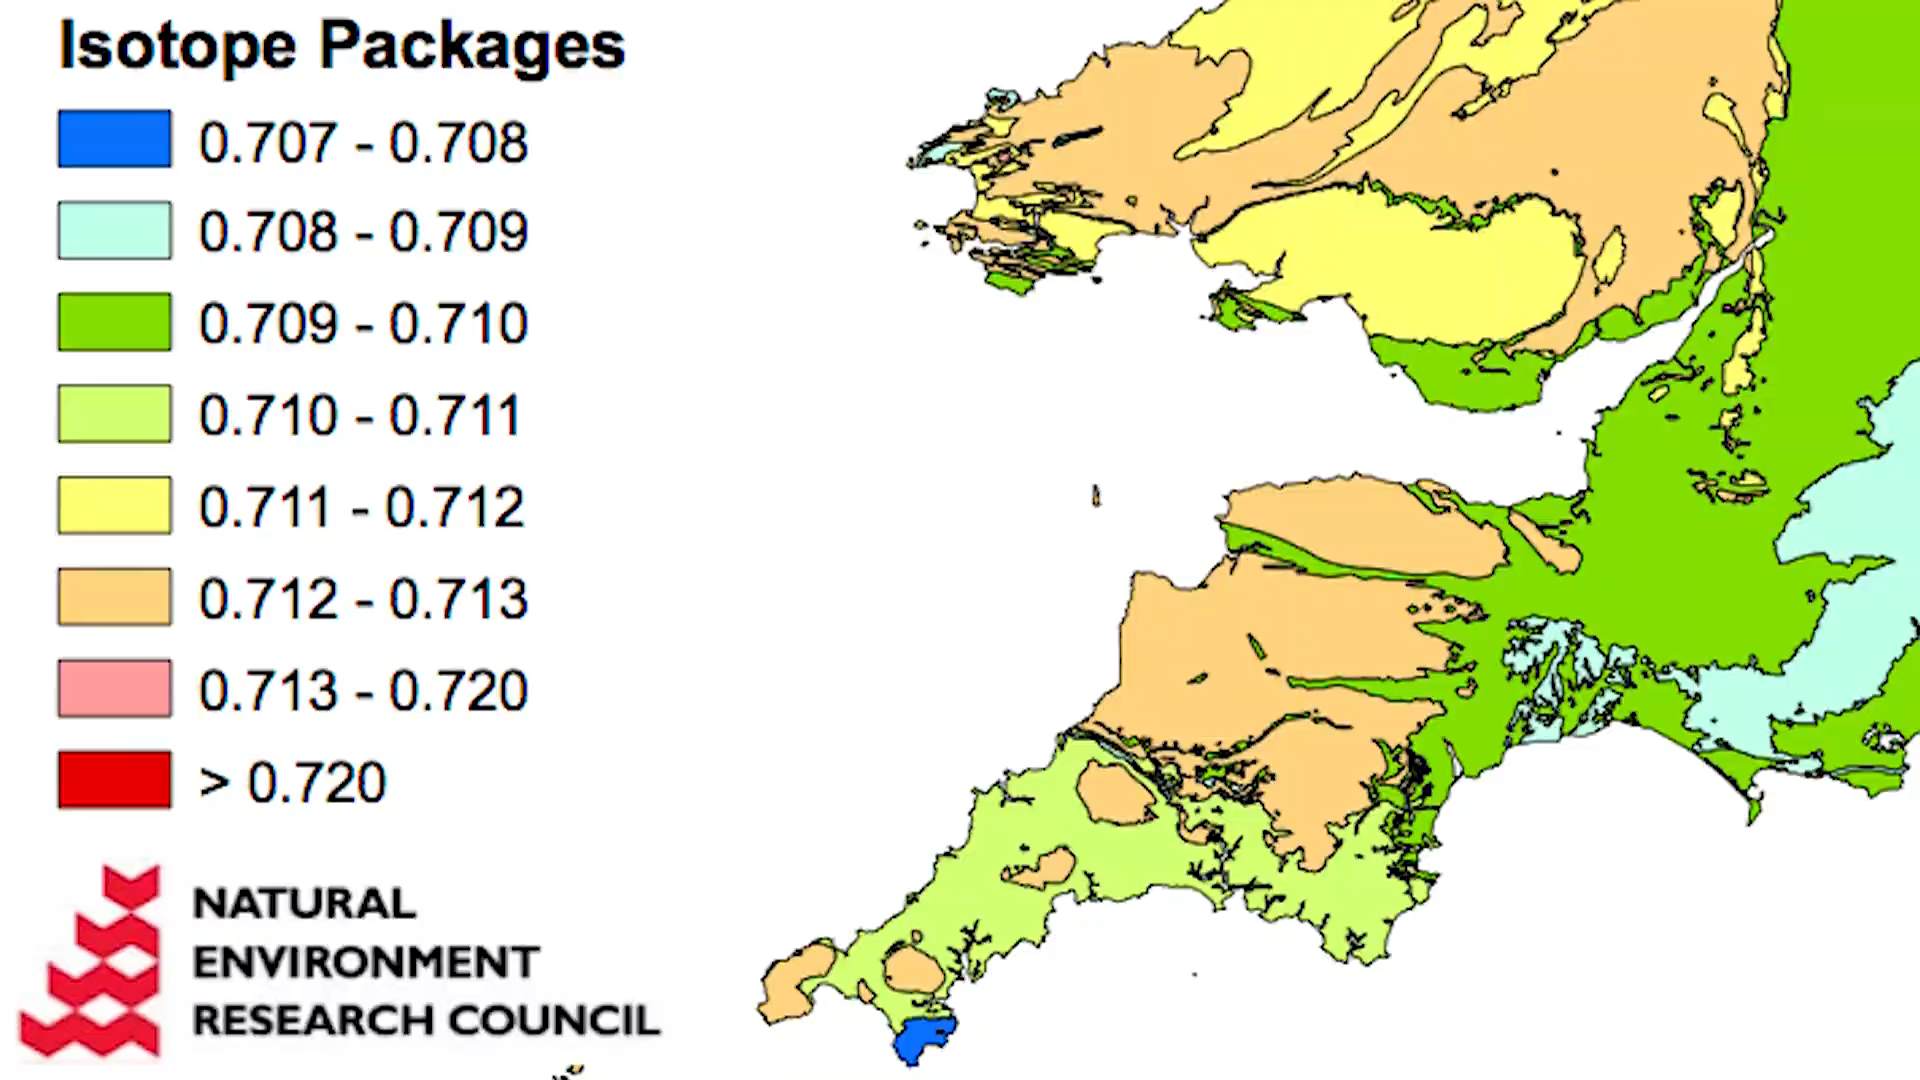 Isotope Packages
0.707 - 0.708
0.708 - 0.709
0.709 - 0.710
0.710 - 0.711
0.711 - 0.712
0.712 - 0.713
0.713 - 0.720
> 0.720
NATURAL
ENVIRONMENT
RESEARCH COUNCIL